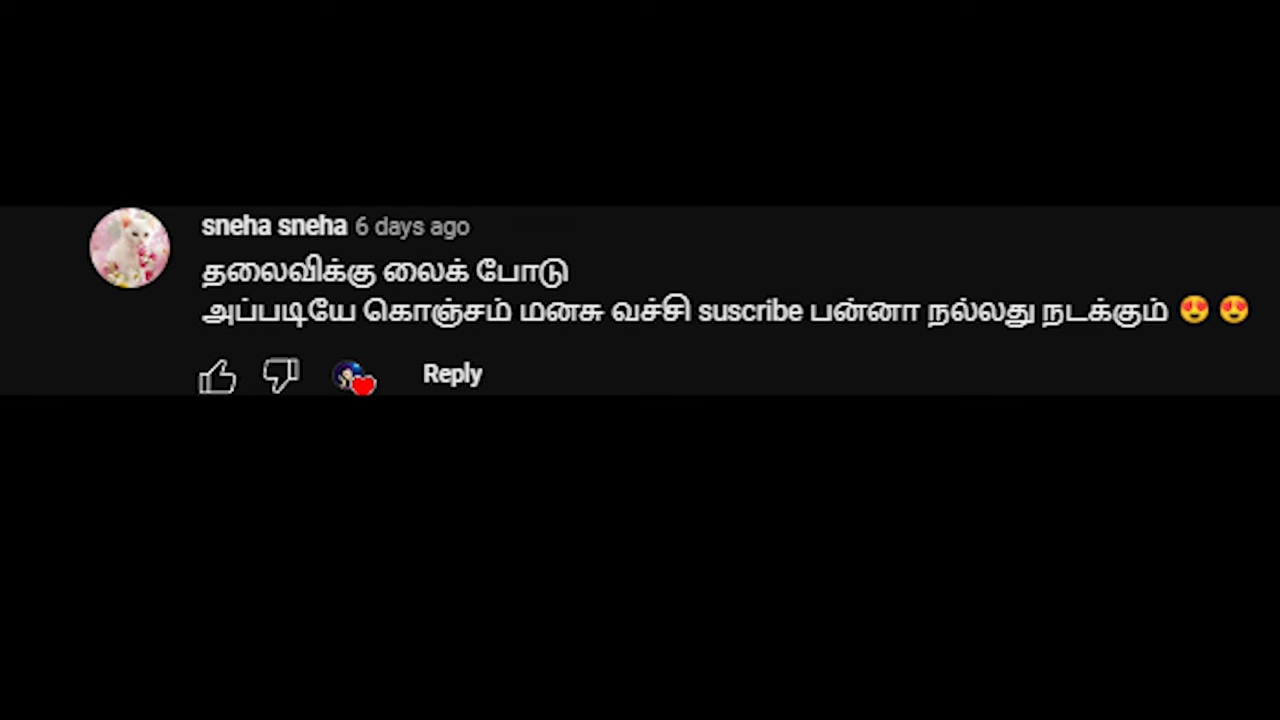 sneha sneha 6 days ago
தலைவிக்கு லைக் போடு
அப்படியே கொஞ்சம் மனசு வச்சி suscribe பன்னா நல்லது நடக்கும் 😍 😍
Reply